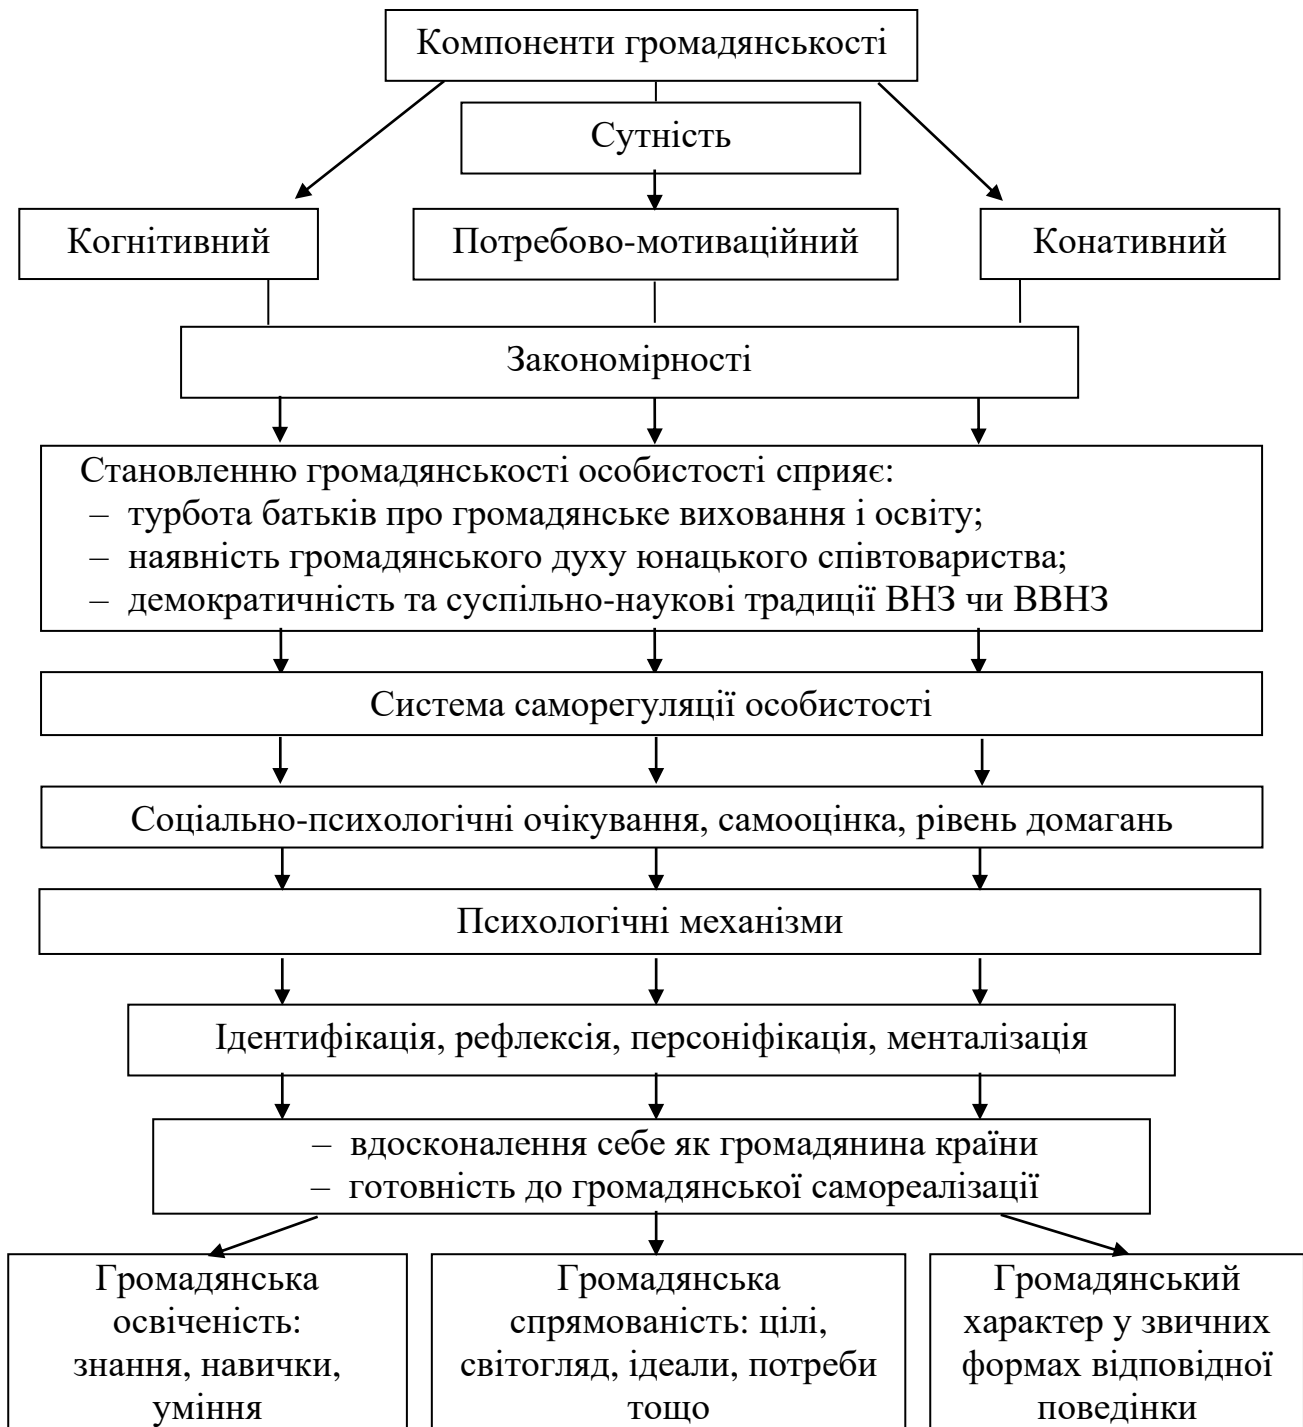 Компоненти громадянськості
Сутність
Когнітивний
Потребово-мотиваційний
Конативний
Закономірності
Становленню громадянськості особистості сприяє:
– турбота батьків про громадянське виховання і освіту;
– наявність громадянського духу юнацького співтовариства;
– демократичність та суспільно-наукові традиції ВНЗ чи ВВНЗ
Система саморегуляції особистості
Соціально-психологічні очікування, самооцінка, рівень домагань
Психологічні механізми
Ідентифікація, рефлексія, персоніфікація, менталізація
– вдосконалення себе як громадянина країни
– готовність до громадянської самореалізації
Громадянська
освіченість:
знання, навички,
уміння
Громадянська
спрямованість: цілі,
світогляд, ідеали, потреби
тощо
Громадянський
характер у звичних
формах відповідної
поведінки